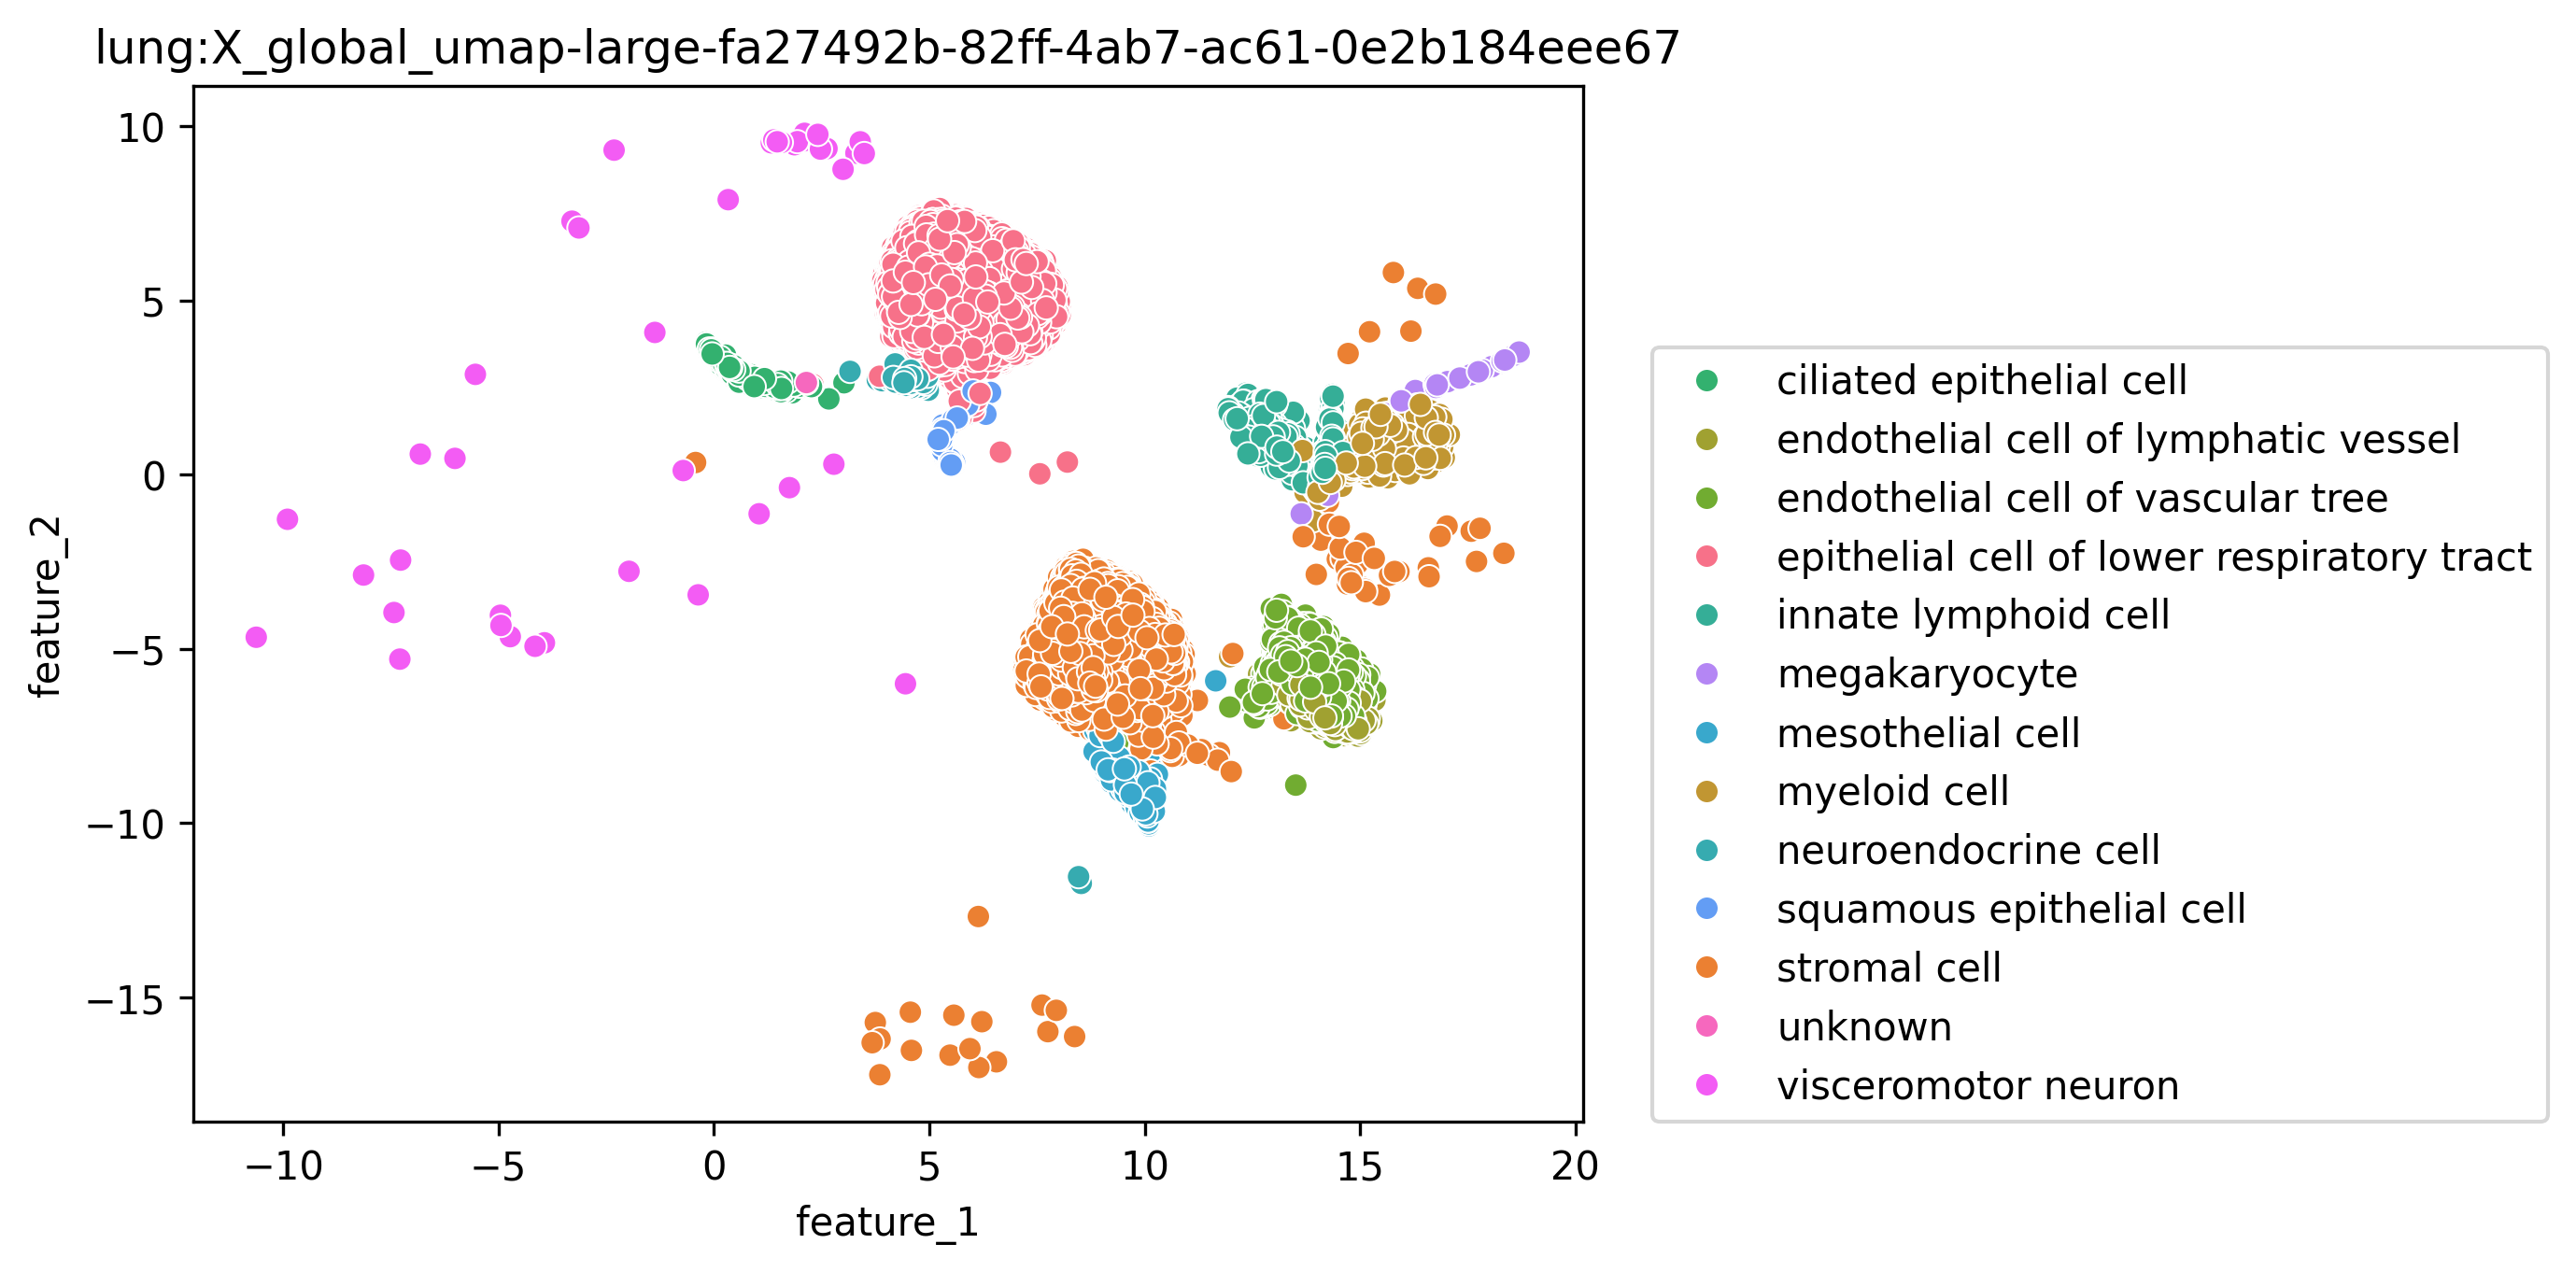 lung:X_global_umap-large-fa27492b-82ff-4ab7-ac61-0e2b184eee67
10
5
0
−5
−10
−15
feature_2
−10
−5
0
5
10
15
20
feature_1
ciliated epithelial cell
endothelial cell of lymphatic vessel
endothelial cell of vascular tree
epithelial cell of lower respiratory tract
innate lymphoid cell
megakaryocyte
mesothelial cell
myeloid cell
neuroendocrine cell
squamous epithelial cell
stromal cell
unknown
visceromotor neuron